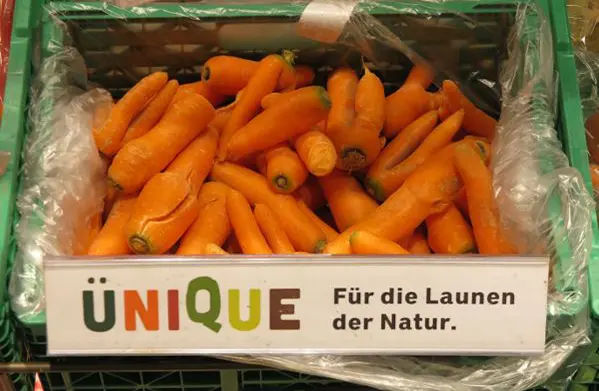 ÜNIQUE
Für die Launen
der Natur.